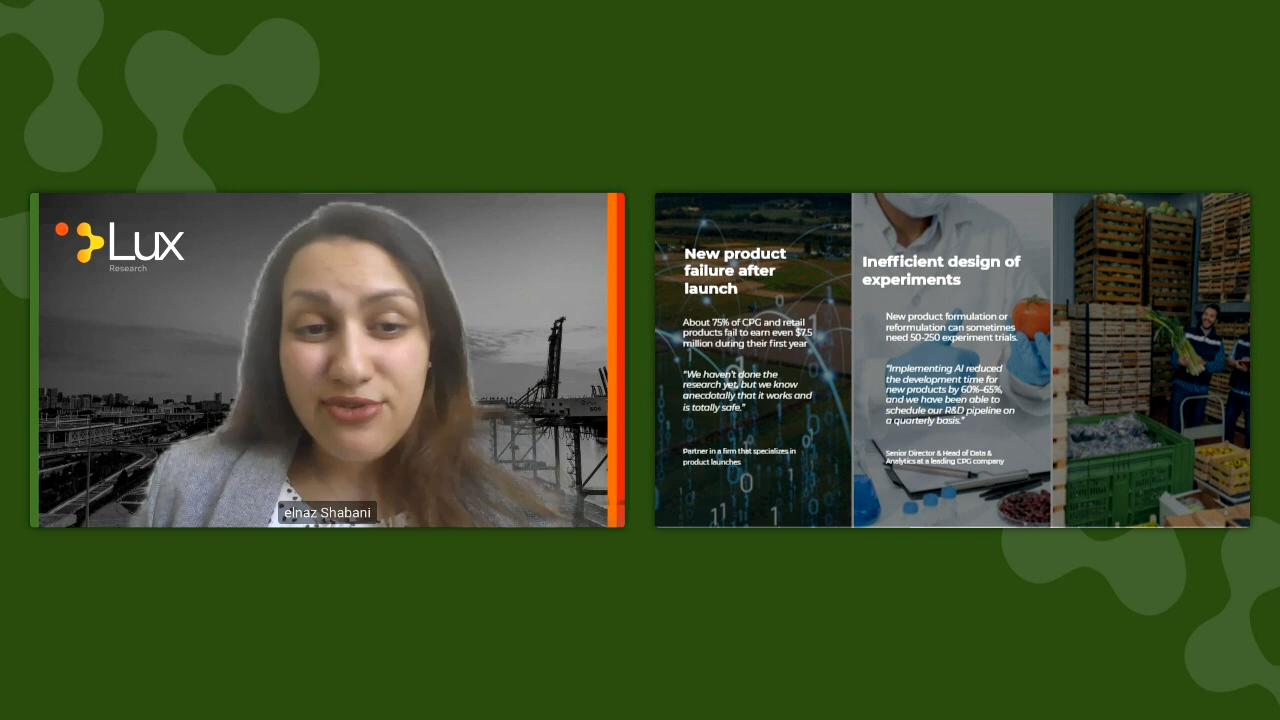 Lux
Research
elnaz Shabani
New product
failure after
launch
About 75% of CPG and retail
products fail to earn even $7.5
million during their first year
"We haven't done the
research yet, but we know
anecdotally that it works and
is totally safe."
Partner in a firm that specializes in
product launches
Inefficient design of
experiments
New product formulation or
reformulation can sometimes
need 50-250 experiment trials.
"Implementing AI reduced
the development time for
new products by 60%–65%,
and we have been able to
schedule our R&D pipeline on
a quarterly basis."
Senior Director & Head of Data &
Analytics at a leading CPG company